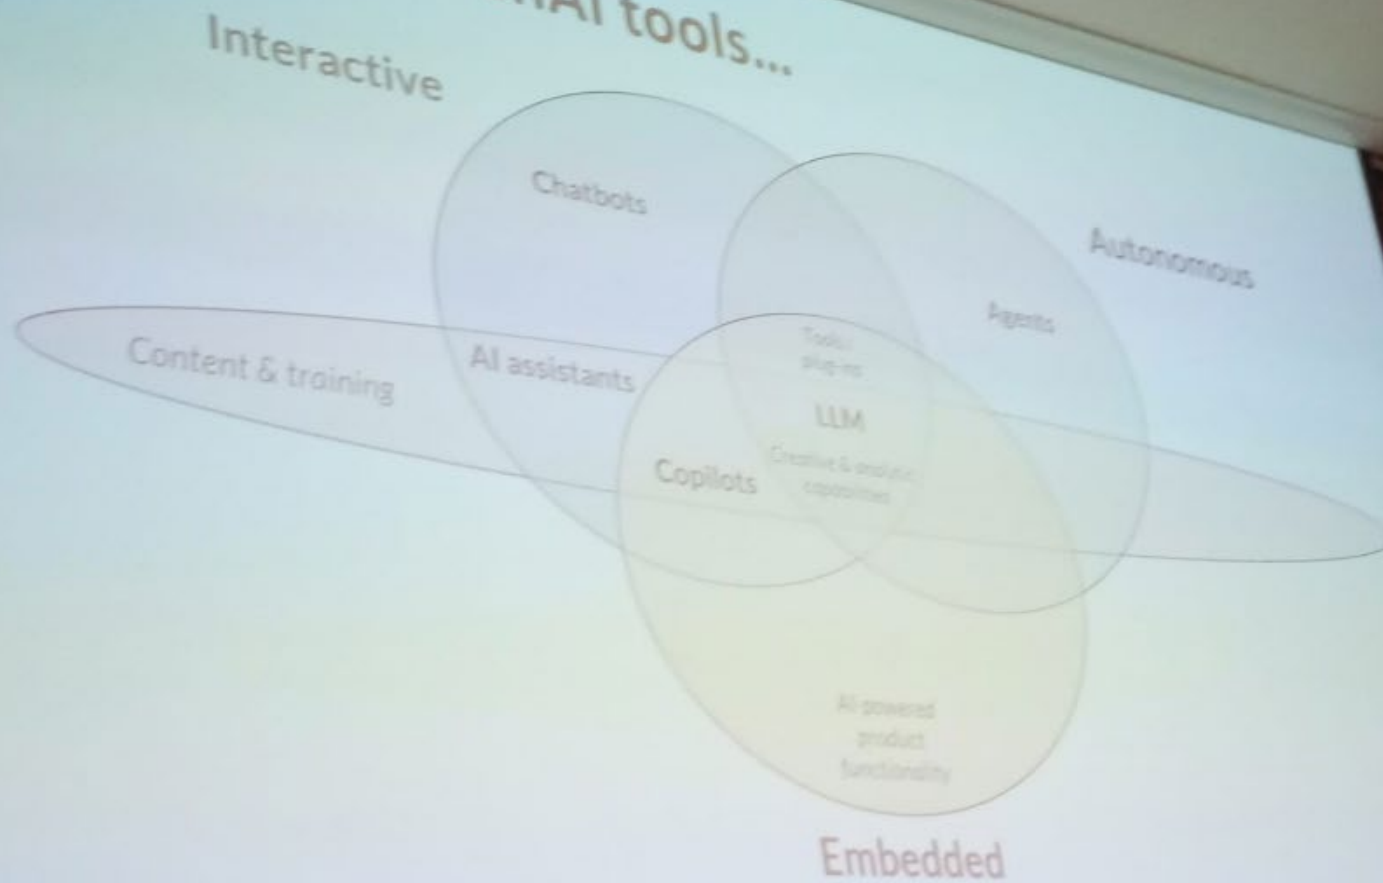 tools...
Interactive
Chatbots
Autonomous
Agents
Content & training
AI assistants
Tools
plug-ins
LLM
Creative & analytic
capabilities
Copilots
AI-powered
product
functionality
Embedded